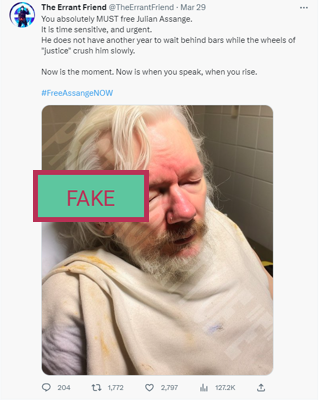 The Errant Friend @TheErrantFriend · Mar 29
You absolutely MUST free Julian Assange.
It is time sensitive, and urgent.
He does not have another year to wait behind bars while the wheels of
"justice" crush him slowly.
Now is the moment. Now is when you speak, when you rise.
#FreeAssangeNOW
FAKE
204 1,772 2,797 127.2K